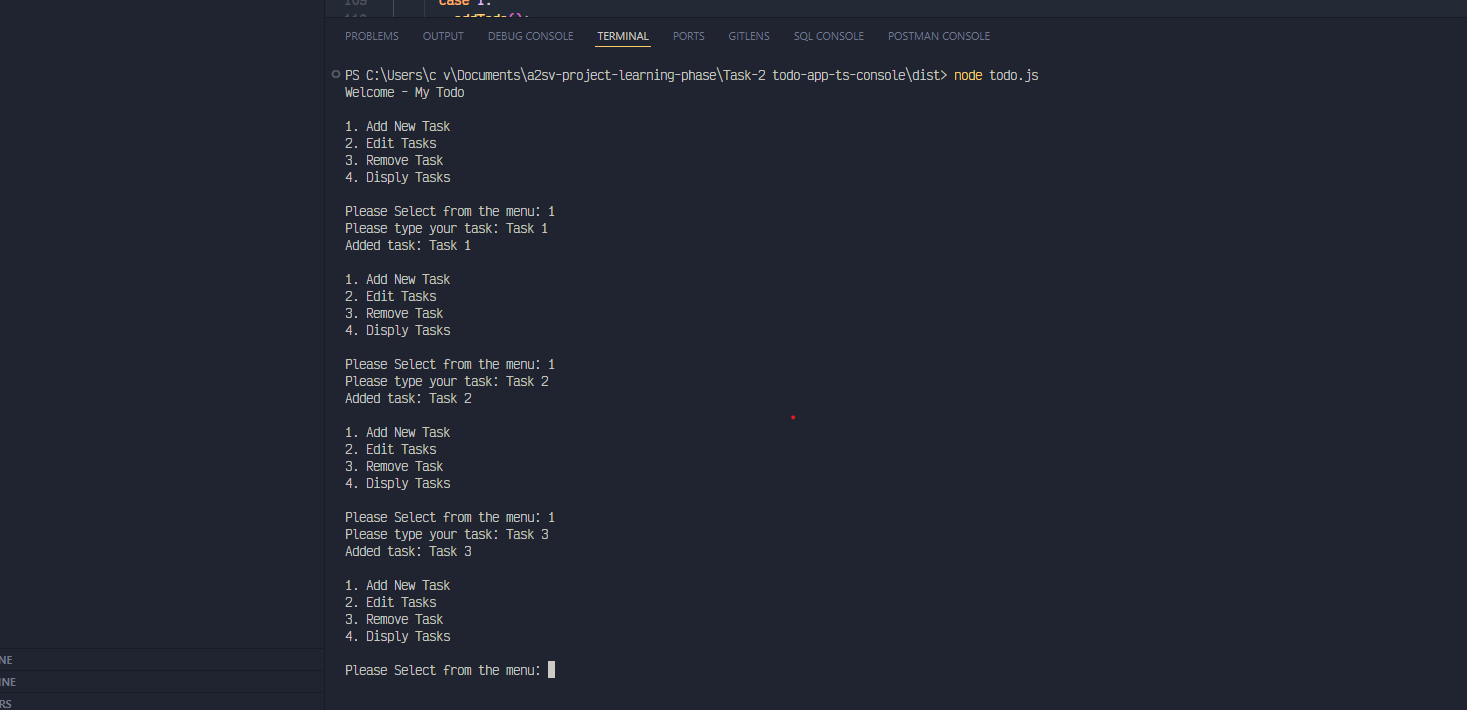 case 1:
PROBLEMS OUTPUT DEBUG CONSOLE TERMINAL PORTS GITLENS SQL CONSOLE POSTMAN CONSOLE
PS C:\Users\c v\Documents\a2sv-project-learning-phase\Task-2 todo-app-ts-console\dist> node todo.js
Welcome - My Todo
1. Add New Task
2. Edit Tasks
3. Remove Task
4. Disply Tasks
Please Select from the menu: 1
Please type your task: Task 1
Added task: Task 1
1. Add New Task
2. Edit Tasks
3. Remove Task
4. Disply Tasks
Please Select from the menu: 1
Please type your task: Task 2
Added task: Task 2
1. Add New Task
2. Edit Tasks
3. Remove Task
4. Disply Tasks
Please Select from the menu: 1
Please type your task: Task 3
Added task: Task 3
1. Add New Task
2. Edit Tasks
3. Remove Task
4. Disply Tasks
Please Select from the menu:
NE
INE
RS